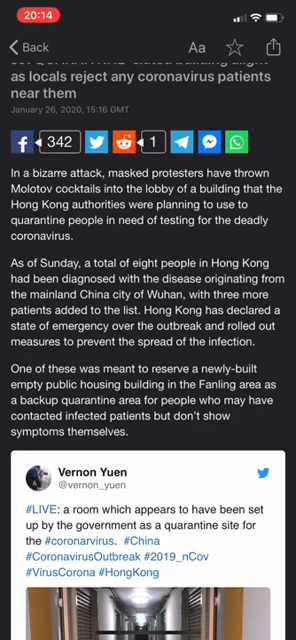 20:14
Back
Aa
as locals reject any coronavirus patients
near them
January 26, 2020, 15:16 GMT
342
1
In a bizarre attack, masked protesters have thrown
Molotov cocktails into the lobby of a building that the
Hong Kong authorities were planning to use to
quarantine people in need of testing for the deadly
coronavirus.
As of Sunday, a total of eight people in Hong Kong
had been diagnosed with the disease originating from
the mainland China city of Wuhan, with three more
patients added to the list. Hong Kong has declared a
state of emergency over the outbreak and rolled out
measures to prevent the spread of the infection.
One of these was meant to reserve a newly-built
empty public housing building in the Fanling area as
a backup quarantine area for people who may have
contacted infected patients but don't show
symptoms themselves.
Vernon Yuen
@vernon_yuen
#LIVE: a room which appears to have been set
up by the government as a quarantine site for
the #coronarvirus. #China
#CoronavirusOutbreak #2019_nCov
#VirusCorona #HongKong